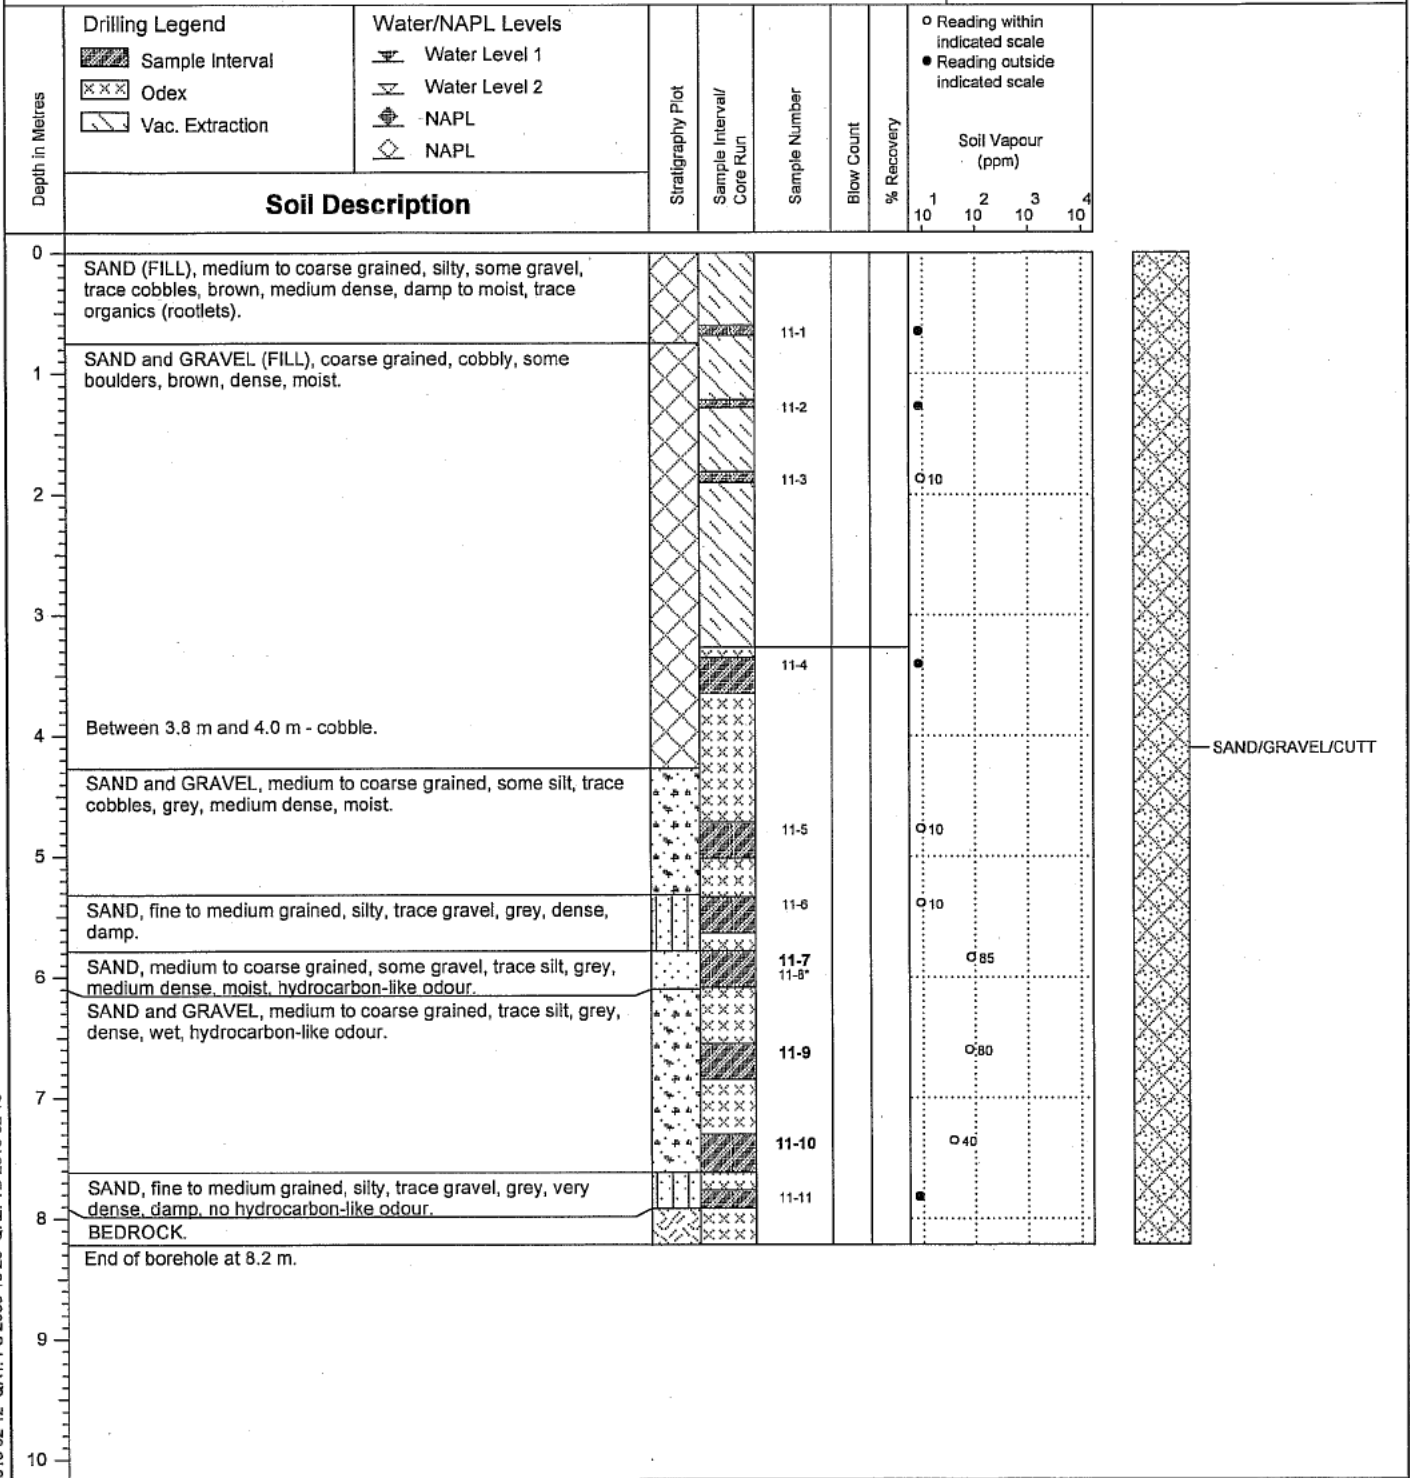 Drilling Legend
Sample Interval
Odex
Vac. Extraction
Water/NAPL Levels
Water Level 1
Water Level 2
NAPL
NAPL
Depth in Metres
Soil Description
Stratigraphy Plot
Sample Interval/
Core Run
Sample Number
Blow Count
% Recovery
Reading within
indicated scale
Reading outside
indicated scale
Soil Vapour
(ppm)
10¹ 10² 10³ 10⁴
0
SAND (FILL), medium to coarse grained, silty, some gravel,
trace cobbles, brown, medium dense, damp to moist, trace
organics (rootlets).
11-1
SAND and GRAVEL (FILL), coarse grained, cobbly, some
boulders, brown, dense, moist.
1
11-2
11-3
10
2
3
11-4
Between 3.8 m and 4.0 m - cobble.
4
SAND/GRAVEL/CUTT
SAND and GRAVEL, medium to coarse grained, some silt, trace
cobbles, grey, medium dense, moist.
11-5
10
5
SAND, fine to medium grained, silty, trace gravel, grey, dense,
damp.
11-6
10
SAND, medium to coarse grained, some gravel, trace silt, grey,
medium dense, moist, hydrocarbon-like odour.
11-7
11-8*
85
6
SAND and GRAVEL, medium to coarse grained, trace silt, grey,
dense, wet, hydrocarbon-like odour.
11-9
80
7
11-10
40
SAND, fine to medium grained, silty, trace gravel, grey, very
dense, damp, no hydrocarbon-like odour.
11-11
8
BEDROCK.
End of borehole at 8.2 m.
9
10